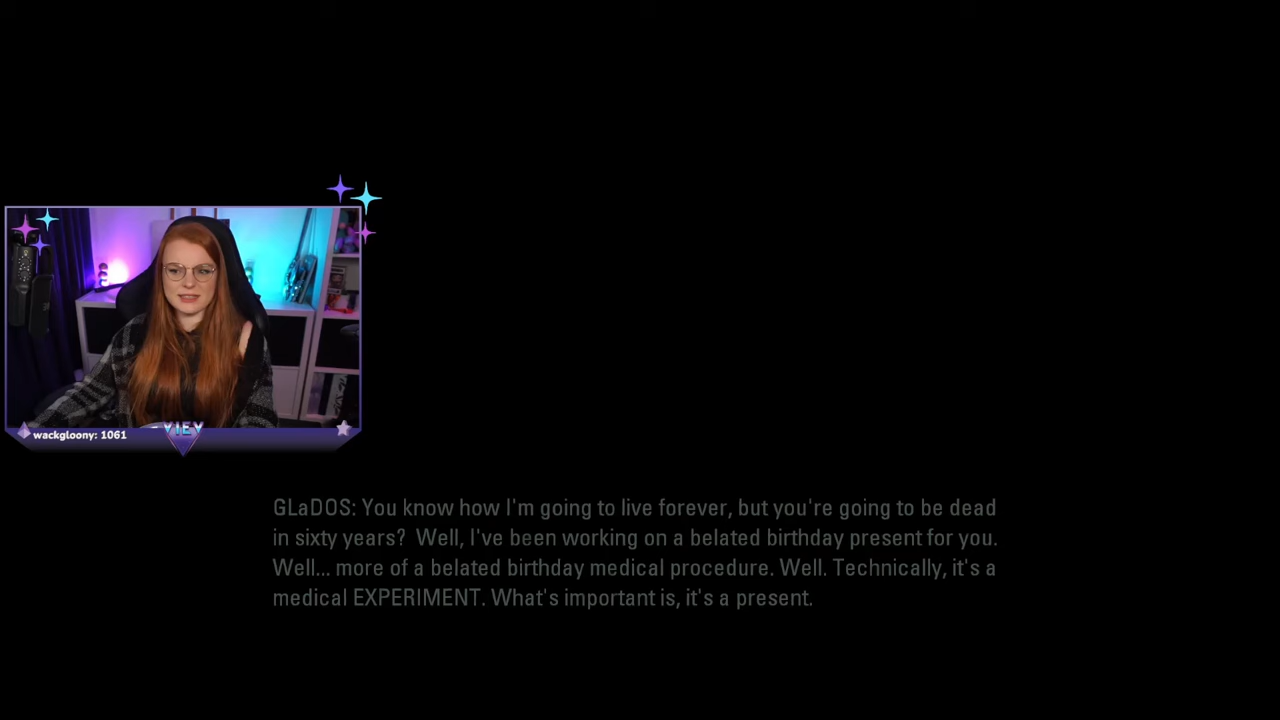 wackgloony: 1061
VIEV
GLaDOS: You know how I'm going to live forever, but you're going to be dead
in sixty years?  Well, I've been working on a belated birthday present for you.
Well... more of a belated birthday medical procedure. Well. Technically, it's a
medical EXPERIMENT. What's important is, it's a present.